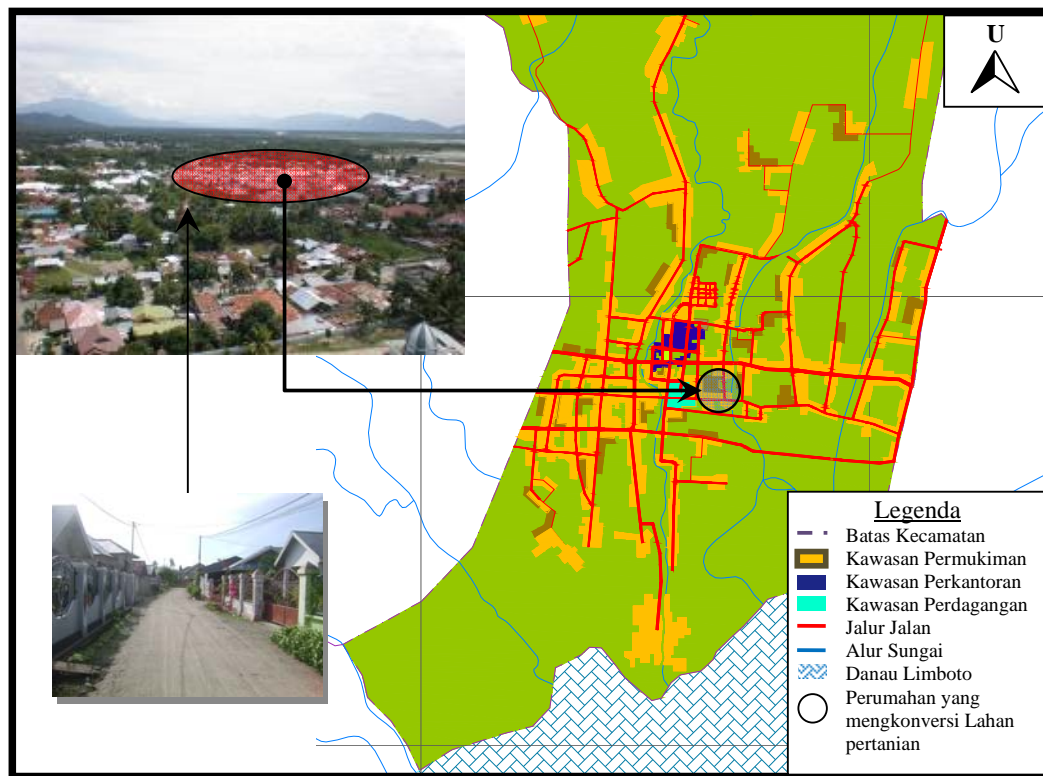 U
Legenda
Batas Kecamatan
Kawasan Permukiman
Kawasan Perkantoran
Kawasan Perdagangan
Jalur Jalan
Alur Sungai
Danau Limboto
Perumahan yang
mengkonversi Lahan
pertanian